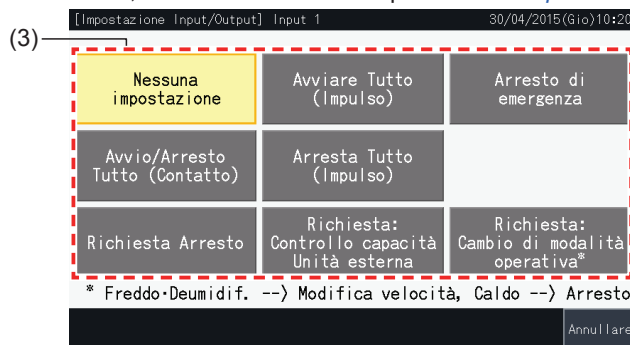 [Impostazione Input/Output] Input 1 30/04/2015(Gio)10:20
(3)
Nessuna
impostazione
Avviare Tutto
(Impulso)
Arresto di
emergenza
Avvio/Arresto
Tutto (Contatto)
Arresta Tutto
(Impulso)
Richiesta Arresto
Richiesta:
Controllo capacità
Unità esterna
Richiesta:
Cambio di modalità
operativa*
* Freddo·Deumidif. --〉 Modifica velocità, Caldo --〉 Arresto
Annullare